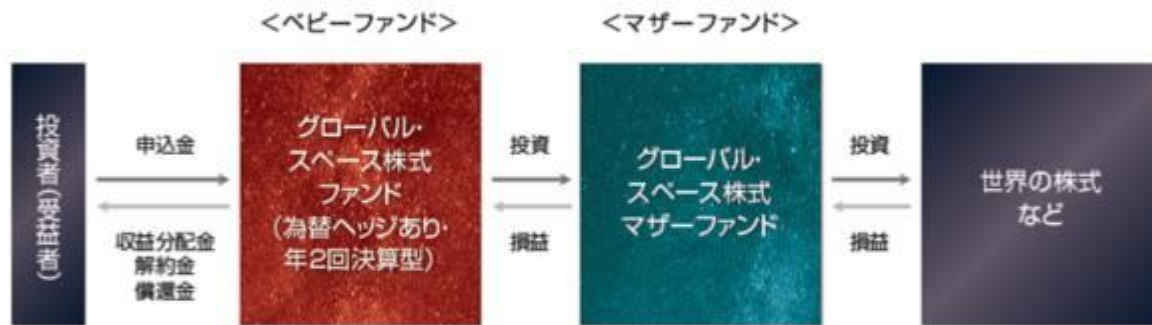 <ベビーファンド>
<マザーファンド>
投資者(受益者)
申込金
収益分配金
解約金
償還金
グローバル・
スペース株式
ファンド
(為替ヘッジあり・
年2回決算型)
投資
損益
グローバル・
スペース株式
マザーファンド
投資
損益
世界の株式
など